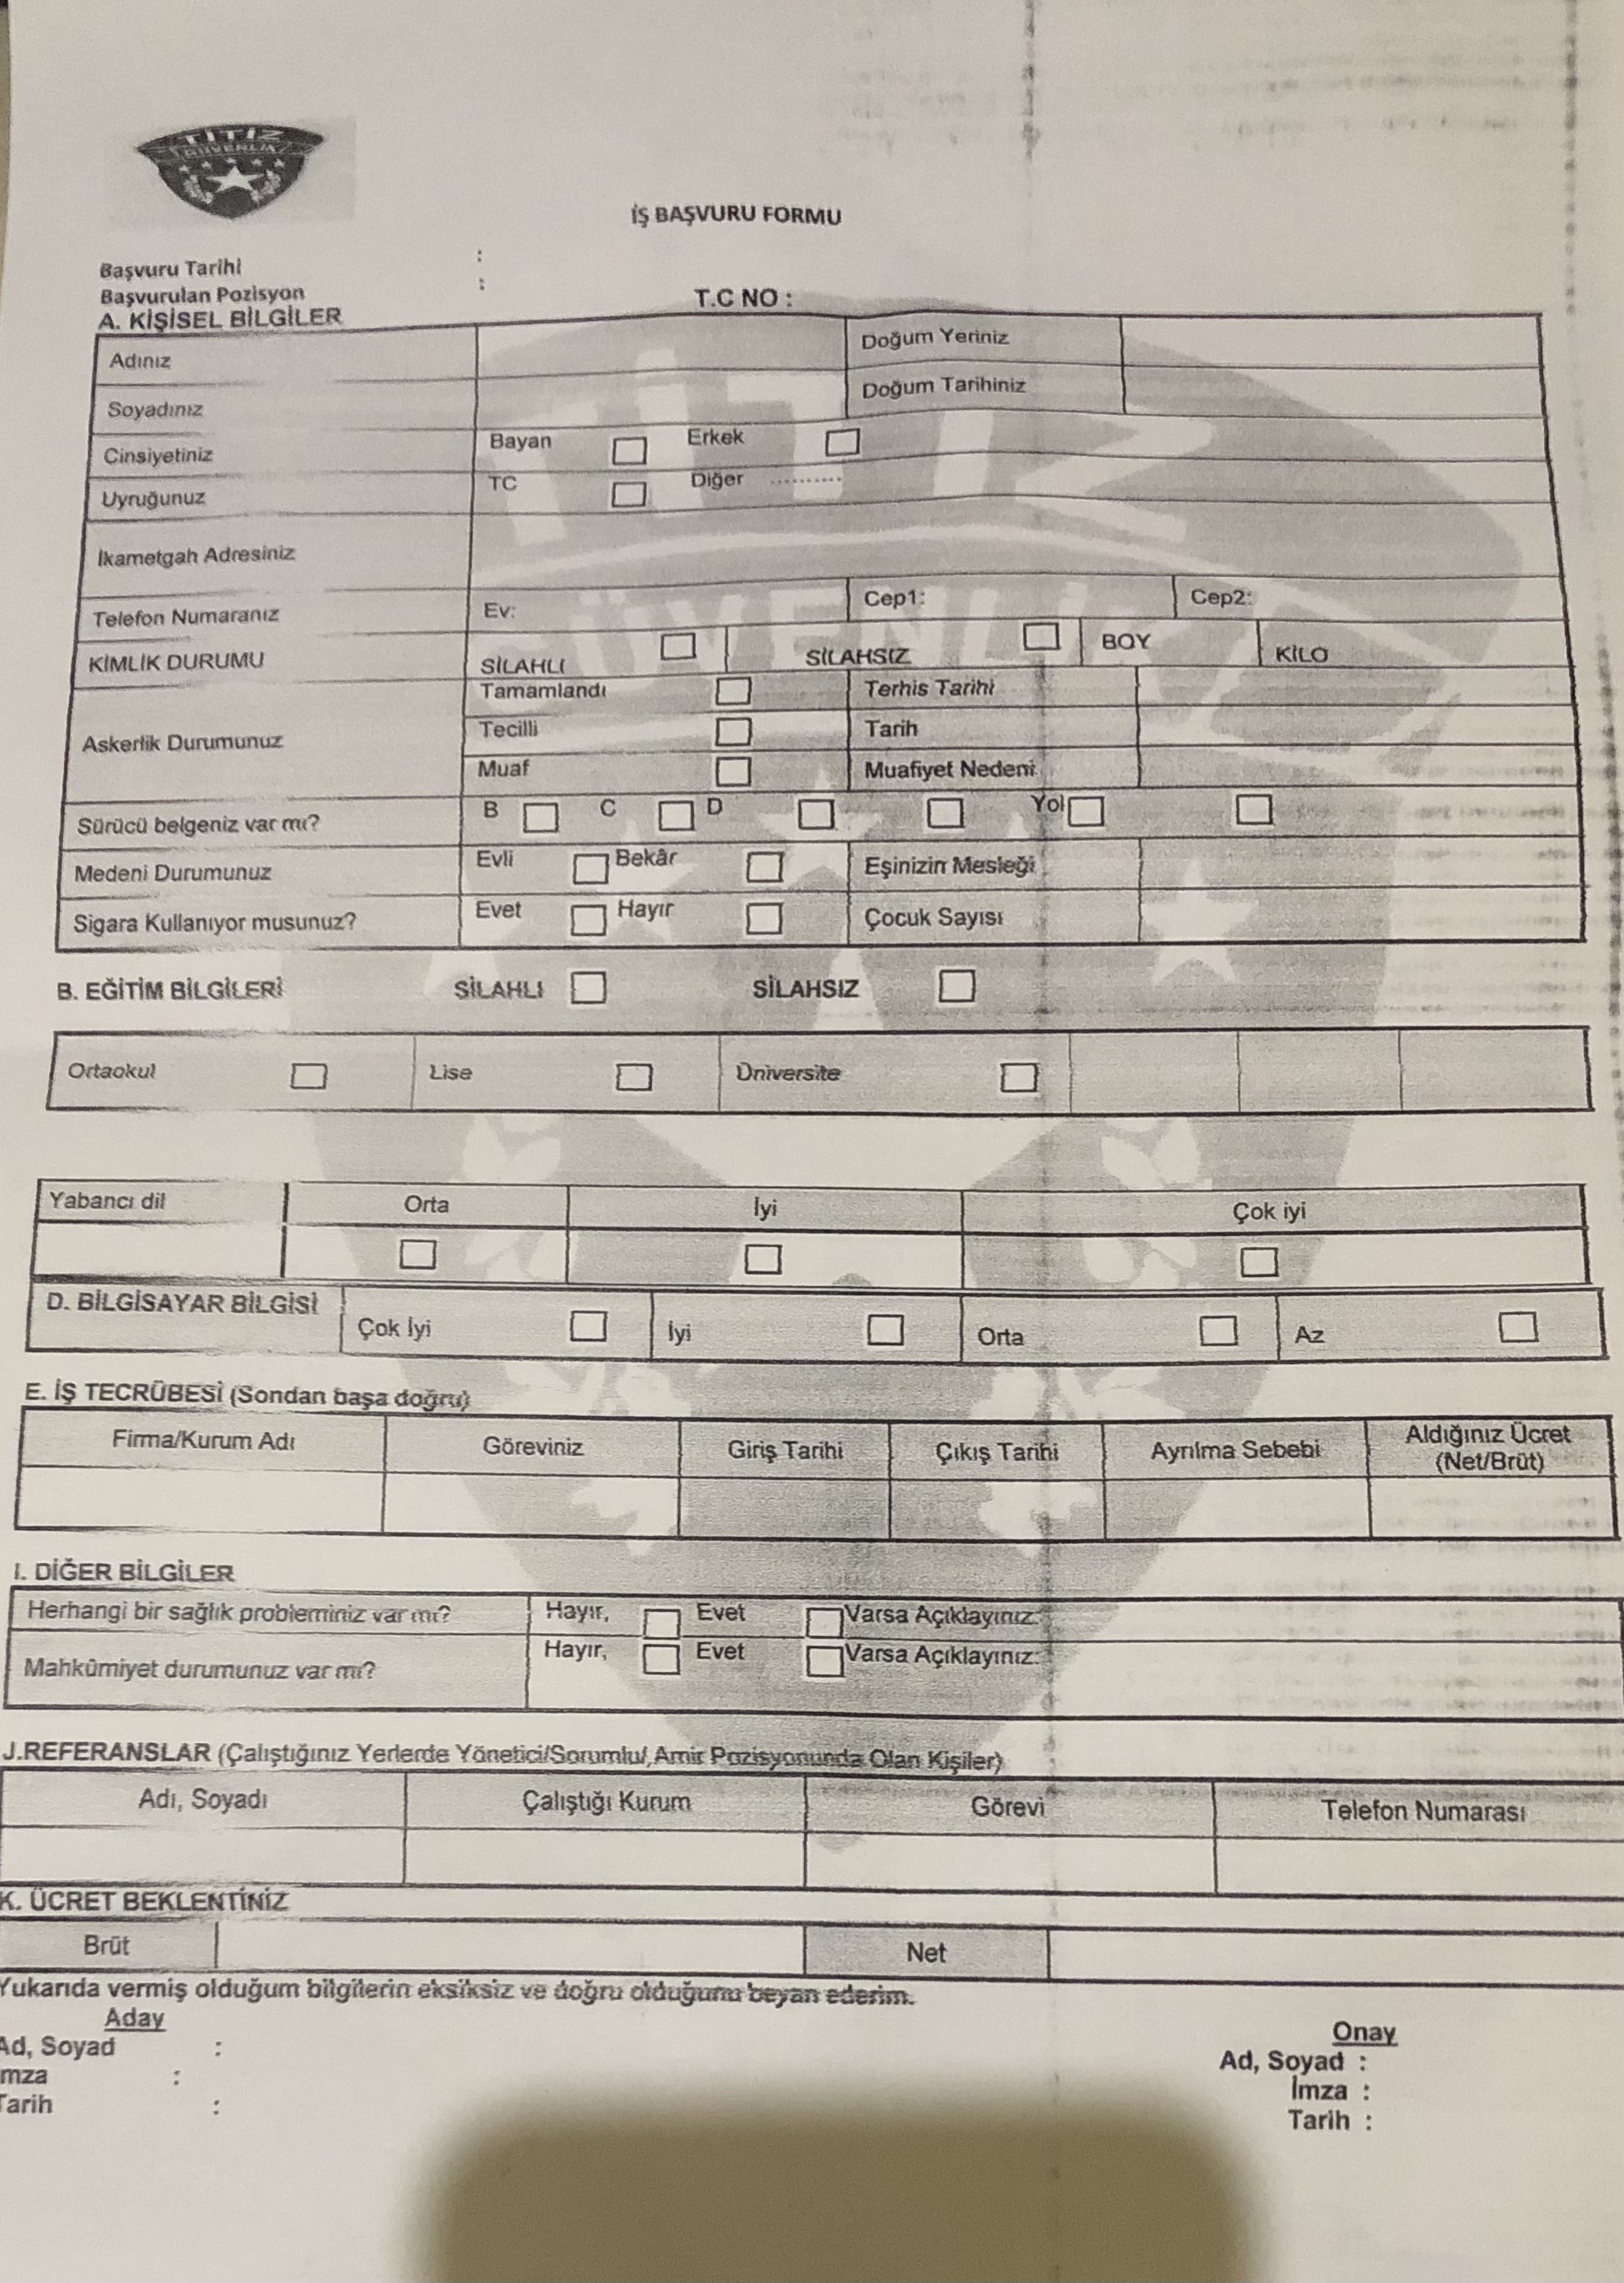 TİTİZ
GÜVENLİK
İŞ BAŞVURU FORMU
Başvuru Tarihi :
Başvurulan Pozisyon : T.C NO :
A. KİŞİSEL BİLGİLER
Adınız Doğum Yeriniz
Soyadınız Doğum Tarihiniz
Cinsiyetiniz Bayan Erkek
Uyruğunuz TC Diğer ..........
İkametgah Adresiniz
Telefon Numaranız Ev: Cep1: Cep2:
KİMLİK DURUMU SİLAHLI SİLAHSIZ BOY KİLO
Askerlik Durumunuz Tamamlandı Terhis Tarihi
Tecilli Tarih
Muaf Muafiyet Nedeni
Sürücü belgeniz var mı? B C D Yol
Medeni Durumunuz Evli Bekâr Eşinizin Mesleği
Sigara Kullanıyor musunuz? Evet Hayır Çocuk Sayısı
B. EĞİTİM BİLGİLERİ SİLAHLI SİLAHSIZ
Ortaokul Lise Üniversite
Yabancı dil Orta İyi Çok iyi
D. BİLGİSAYAR BİLGİSİ Çok İyi İyi Orta Az
E. İŞ TECRÜBESİ (Sondan başa doğru)
Firma/Kurum Adı Göreviniz Giriş Tarihi Çıkış Tarihi Ayrılma Sebebi Aldığınız Ücret
(Net/Brüt)
I. DİĞER BİLGİLER
Herhangi bir sağlık probleminiz var mı? Hayır, Evet Varsa Açıklayınız:
Mahkûmiyet durumunuz var mı? Hayır, Evet Varsa Açıklayınız:
J.REFERANSLAR (Çalıştığınız Yerlerde Yönetici/Sorumlu/,Amir Pozisyonunda Olan Kişiler)
Adı, Soyadı Çalıştığı Kurum Görevi Telefon Numarası
K. ÜCRET BEKLENTİNİZ
Brüt Net
Yukarıda vermiş olduğum bilgilerin eksiksiz ve doğru olduğunu beyan ederim.
Aday Onay
Ad, Soyad : Ad, Soyad :
İmza : İmza :
Tarih : Tarih :